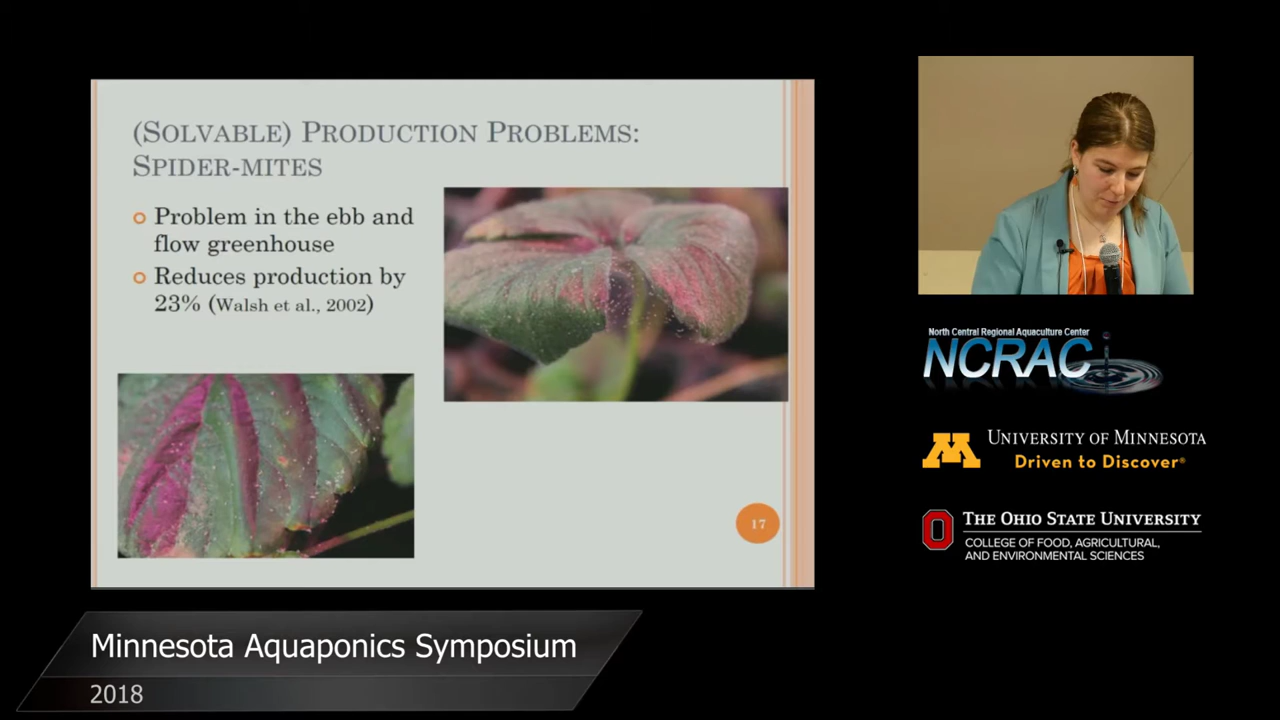 (SOLVABLE) PRODUCTION PROBLEMS:
SPIDER-MITES
Problem in the ebb and
flow greenhouse
Reduces production by
23% (Walsh et al., 2002)
17
North Central Regional Aquaculture Center
NCRAC
UNIVERSITY OF MINNESOTA
Driven to Discover®
THE OHIO STATE UNIVERSITY
COLLEGE OF FOOD, AGRICULTURAL,
AND ENVIRONMENTAL SCIENCES
Minnesota Aquaponics Symposium
2018